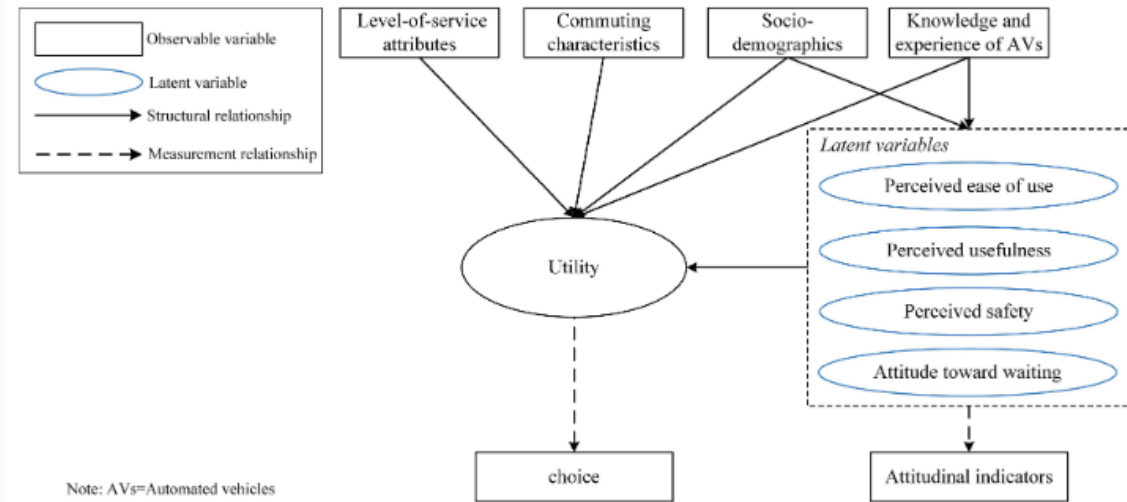 Observable variable
Latent variable
Structural relationship
Measurement relationship
Level-of-service
attributes
Commuting
characteristics
Socio-
demographics
Knowledge and
experience of AVs
Latent variables
Perceived ease of use
Perceived usefulness
Perceived safety
Attitude toward waiting
Utility
choice
Attitudinal indicators
Note: AVs=Automated vehicles